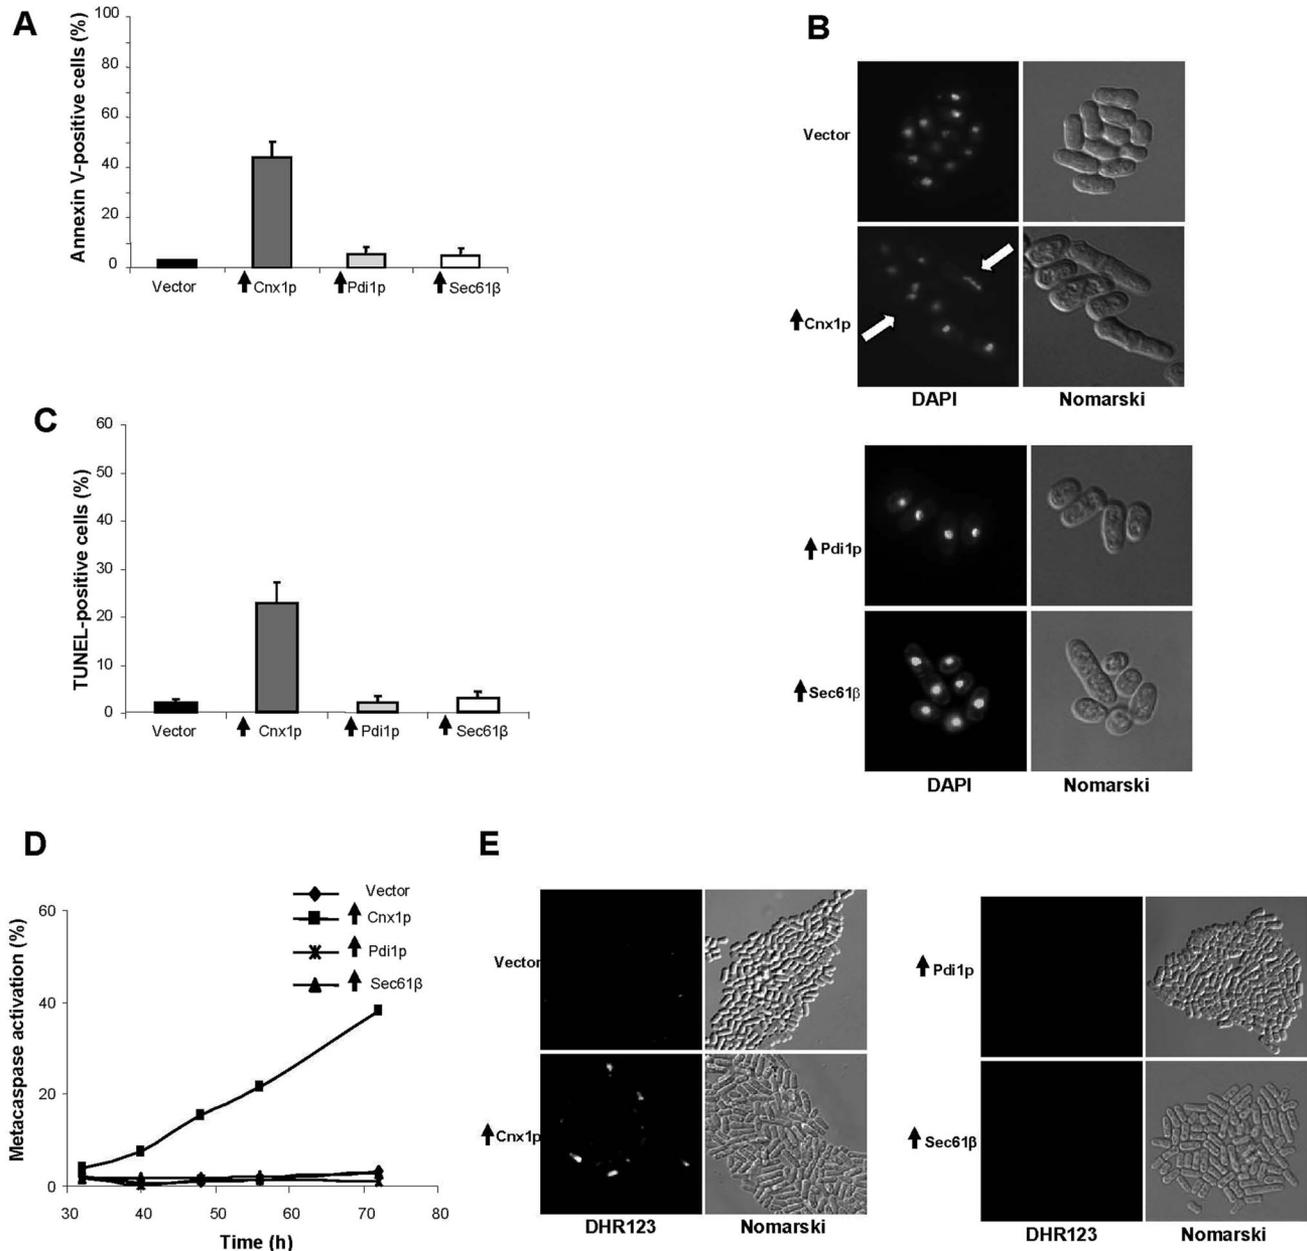 A
Annexin V-positive cells (%)
100
80
60
40
20
0
Vector
Cnx1p
Pdi1p
Sec61β
B
Vector
Cnx1p
DAPI
Nomarski
Pdi1p
Sec61β
DAPI
Nomarski
C
TUNEL-positive cells (%)
60
50
40
30
20
10
0
Vector
Cnx1p
Pdi1p
Sec61β
D
Metacaspase activation (%)
60
40
20
0
30
40
50
60
70
80
Time (h)
Vector
Cnx1p
Pdi1p
Sec61β
E
Vector
Cnx1p
DHR123
Nomarski
Pdi1p
Sec61β
DHR123
Nomarski